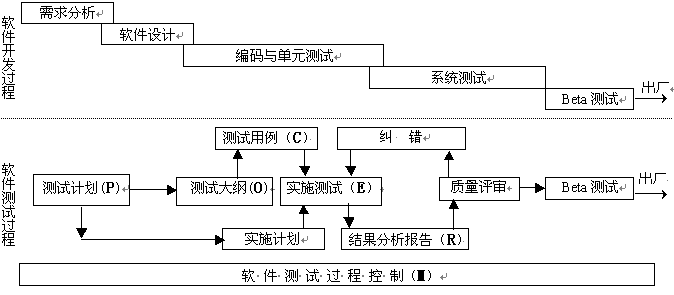 软件开发过程
需求分析
软件设计
编码与单元测试
系统测试
Beta 测试
出厂
软件测试过程
测试用例（C）
纠 错
测试计划(P)
测试大纲(O)
实施测试（E）
质量评审
Beta 测试
出厂
实施计划
结果分析报告（R）
软件测试过程控制(M)